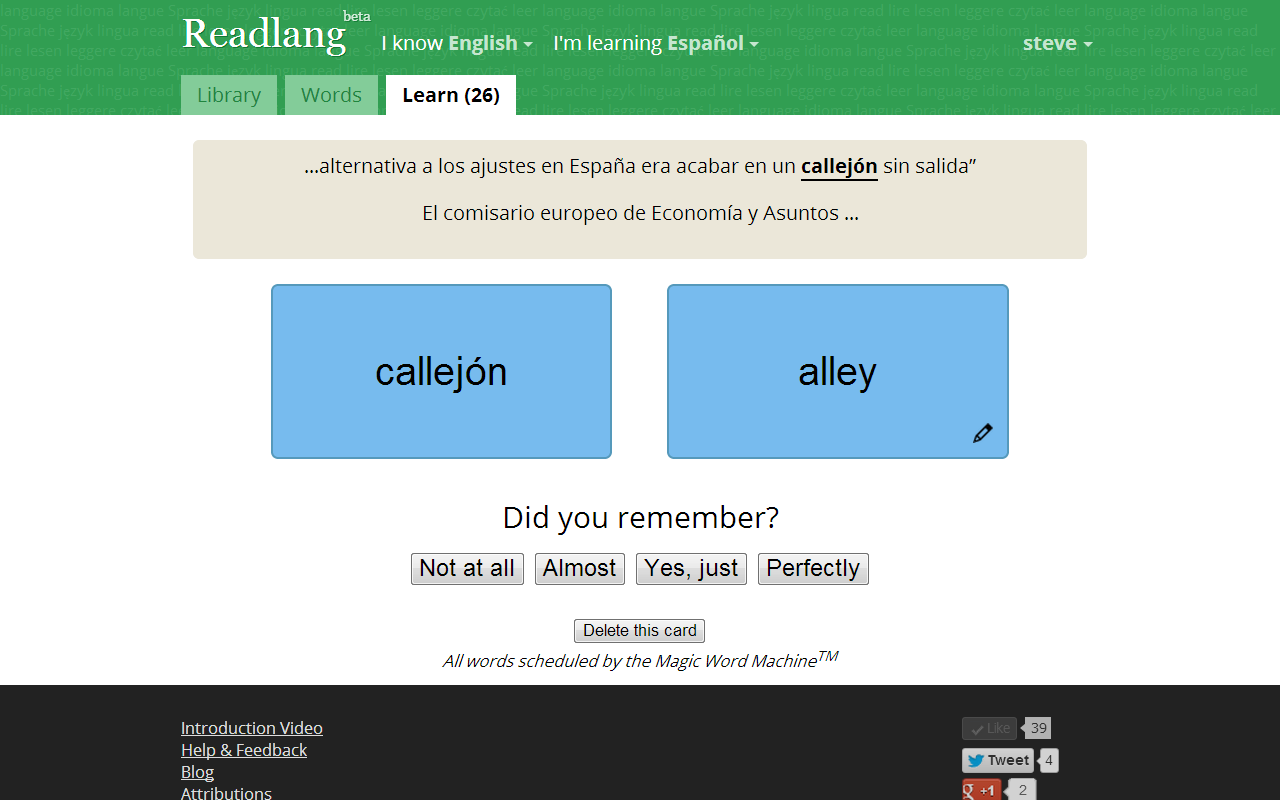 Readlang beta
I know English I'm learning Español steve
Library Words Learn (26)
...alternativa a los ajustes en España era acabar en un callejón sin salida”
El comisario europeo de Economía y Asuntos ...
callejón alley
Did you remember?
Not at all Almost Yes, just Perfectly
Delete this card
All words scheduled by the Magic Word Machine™
Introduction Video
Help & Feedback
Blog
Attributions
Like 39
Tweet 4
g +1 2